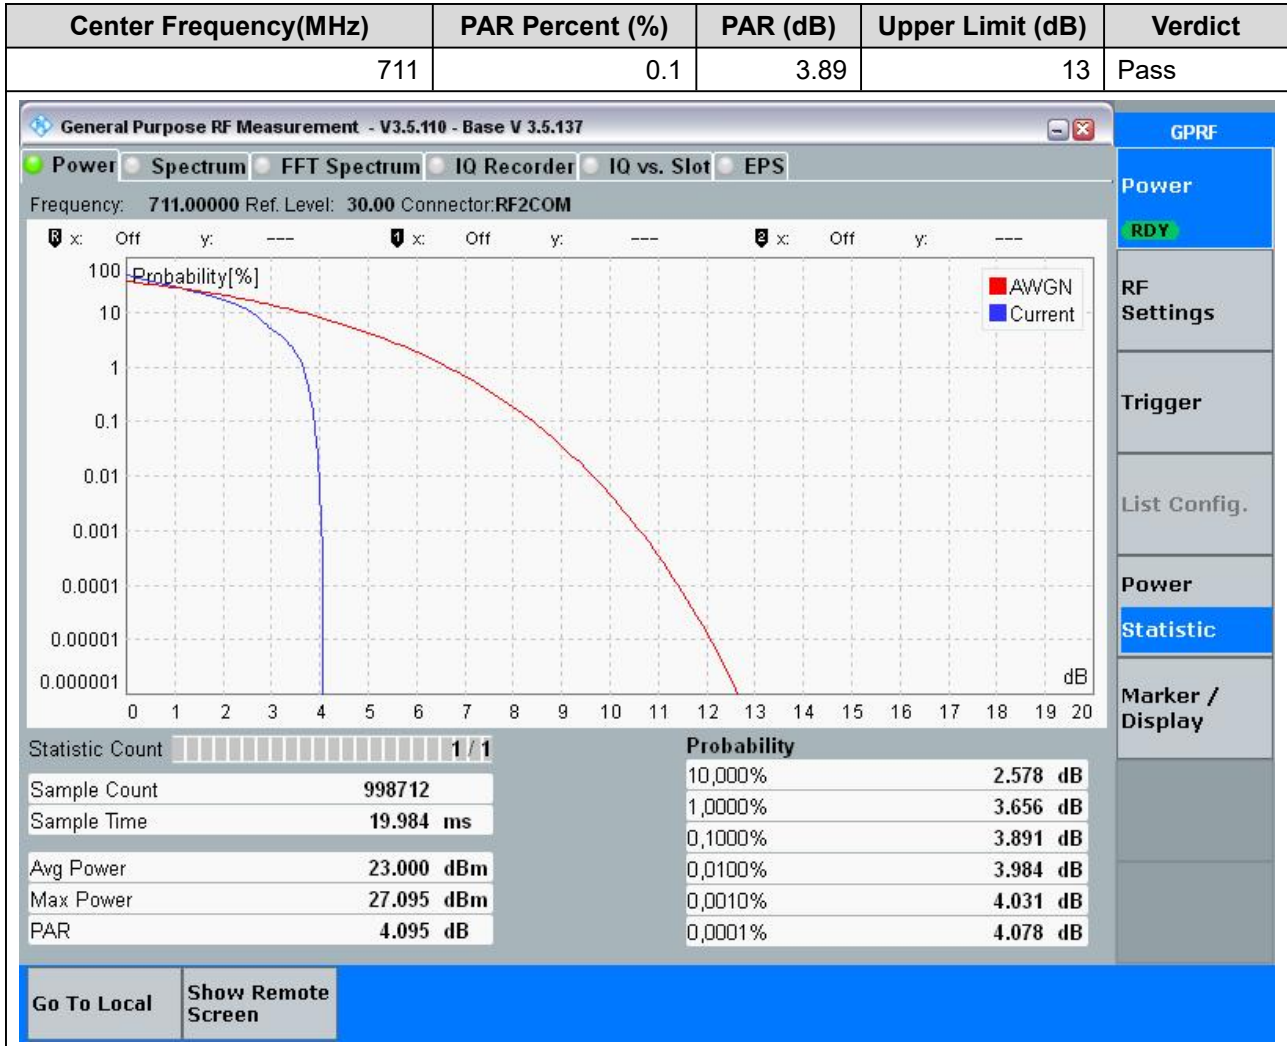 Center Frequency(MHz) PAR Percent (%) PAR (dB) Upper Limit (dB) Verdict
711 0.1 3.89 13 Pass
General Purpose RF Measurement - V3.5.110 - Base V 3.5.137
GPRF
Power Spectrum FFT Spectrum IQ Recorder IQ vs. Slot EPS
Frequency: 711.00000 Ref. Level: 30.00 Connector:RF2COM
R x: Off y: --- 1 x: Off y: --- 2 x: Off y: ---
Probability[%]
AWGN
Current
100
10
1
0.1
0.01
0.001
0.0001
0.00001
0.000001
dB
0 1 2 3 4 5 6 7 8 9 10 11 12 13 14 15 16 17 18 19 20
Statistic Count 1 / 1
Sample Count 998712
Sample Time 19.984 ms
Avg Power 23.000 dBm
Max Power 27.095 dBm
PAR 4.095 dB
Probability
10,000% 2.578 dB
1,0000% 3.656 dB
0,1000% 3.891 dB
0,0100% 3.984 dB
0,0010% 4.031 dB
0,0001% 4.078 dB
Power
RDY
RF
Settings
Trigger
List Config.
Power
Statistic
Marker /
Display
Go To Local
Show Remote
Screen